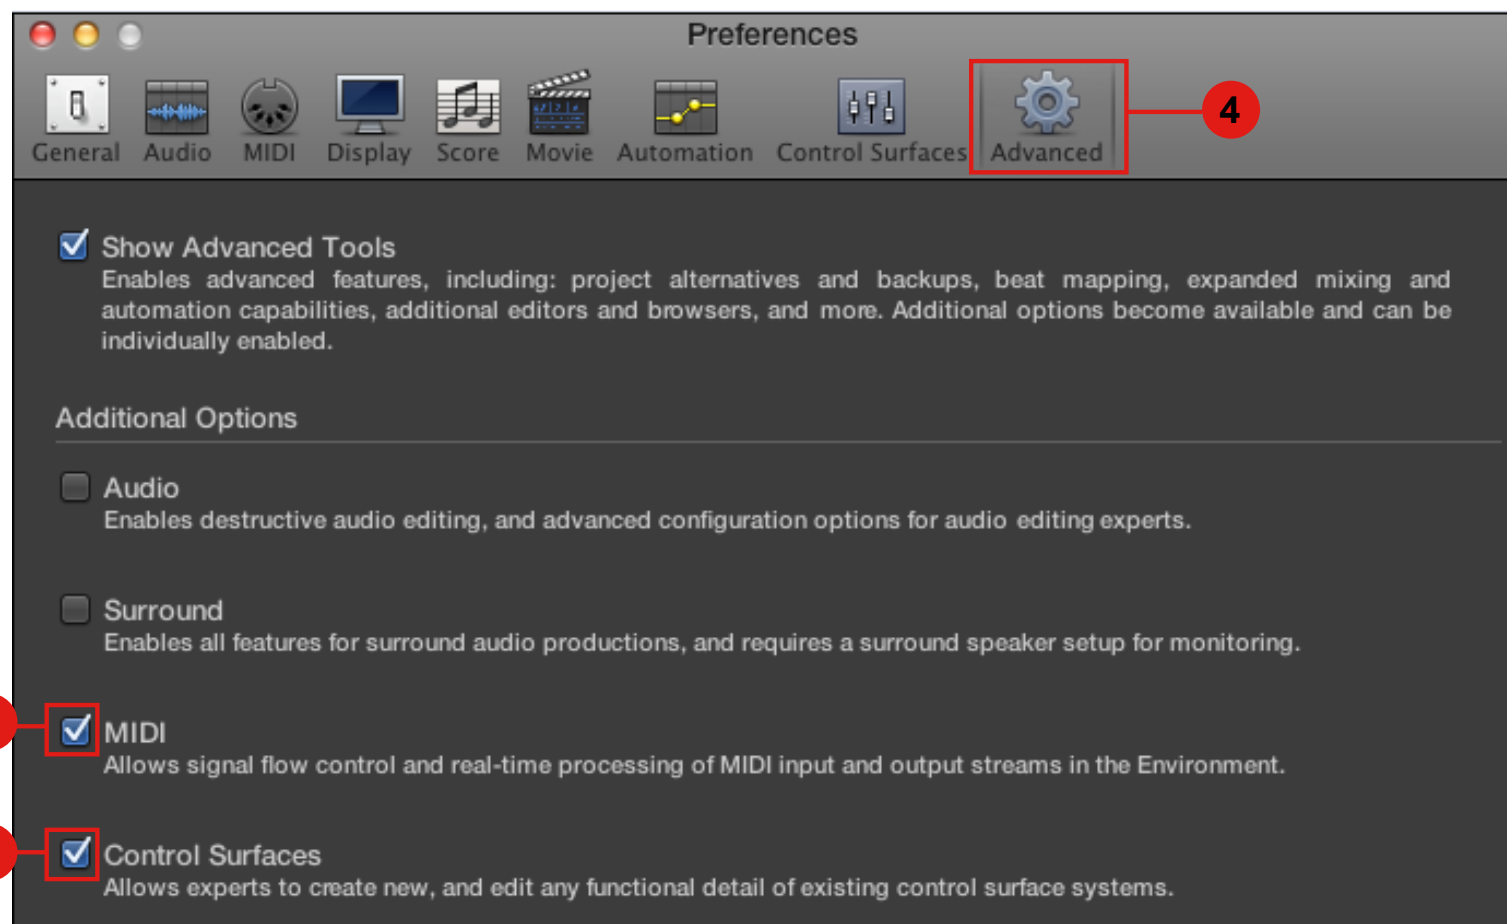 Preferences
General Audio MIDI Display Score Movie Automation Control Surfaces Advanced
4
Show Advanced Tools
Enables advanced features, including: project alternatives and backups, beat mapping, expanded mixing and
automation capabilities, additional editors and browsers, and more. Additional options become available and can be
individually enabled.
Additional Options
Audio
Enables destructive audio editing, and advanced configuration options for audio editing experts.
Surround
Enables all features for surround audio productions, and requires a surround speaker setup for monitoring.
MIDI
Allows signal flow control and real-time processing of MIDI input and output streams in the Environment.
Control Surfaces
Allows experts to create new, and edit any functional detail of existing control surface systems.